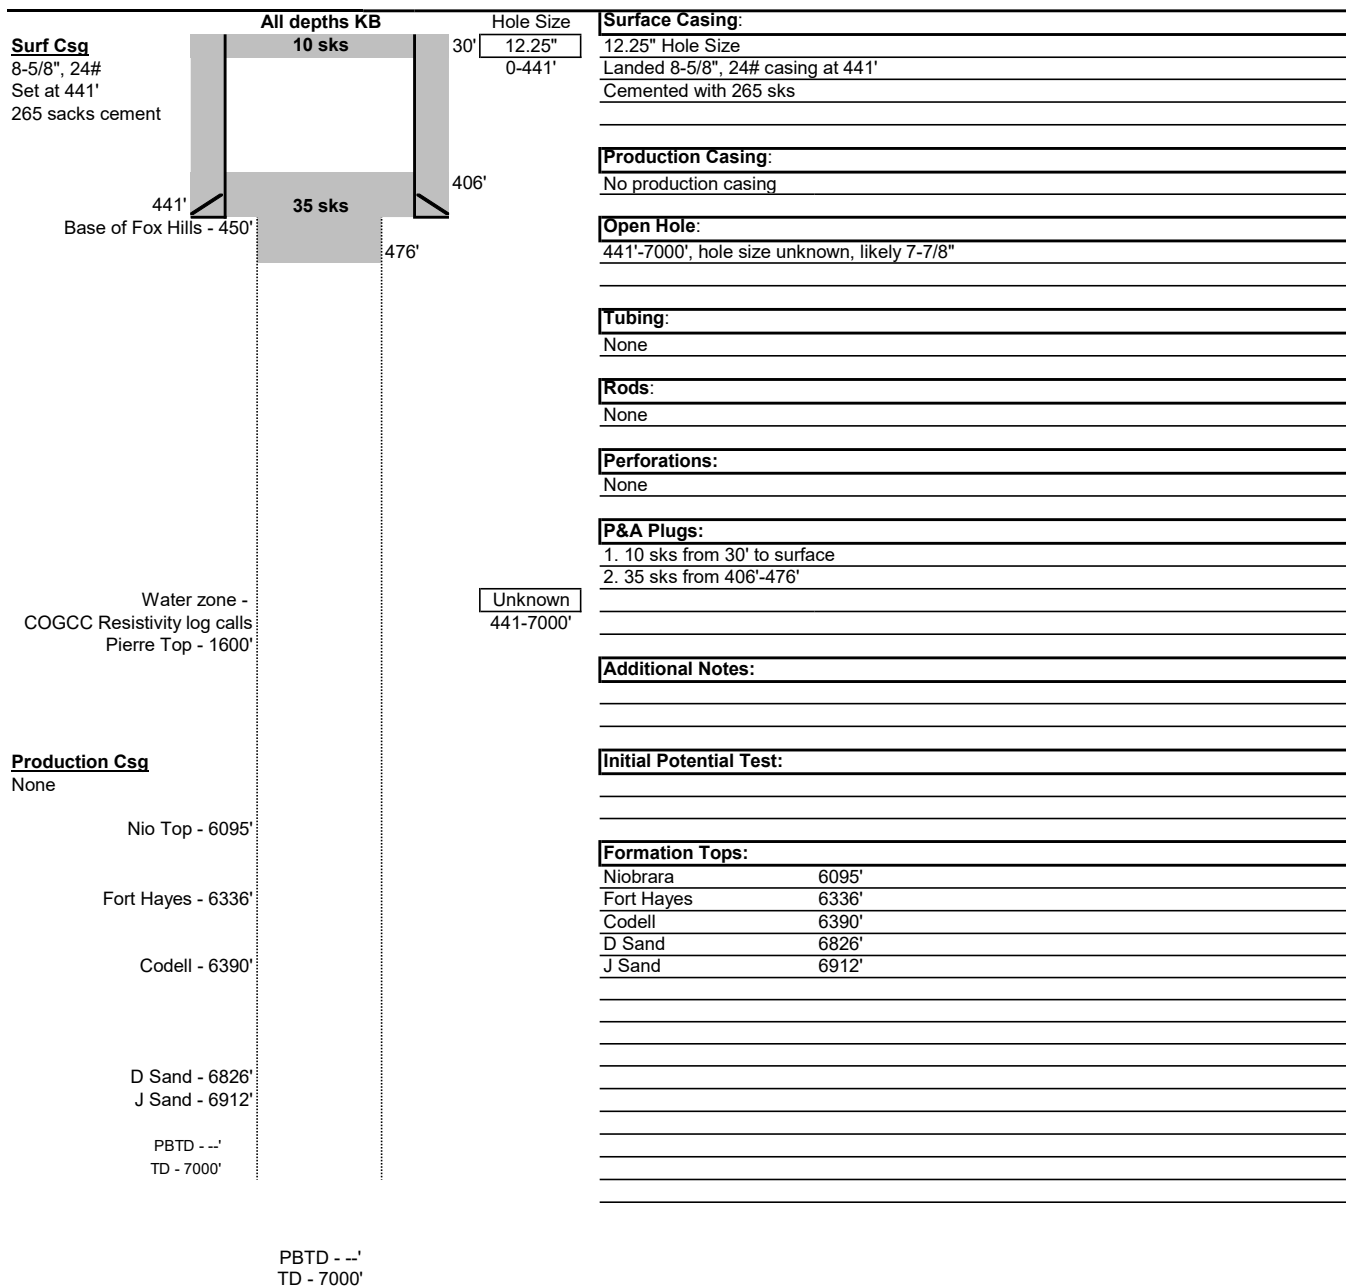 All depths KB
Hole Size
Surf Csg
10 sks
30'
12.25"
8-5/8", 24#
0-441'
Set at 441'
265 sacks cement
406'
441'
35 sks
Base of Fox Hills - 450'
476'
Water zone -
Unknown
COGCC Resistivity log calls
441-7000'
Pierre Top - 1600'
Production Csg
None
Nio Top - 6095'
Fort Hayes - 6336'
Codell - 6390'
D Sand - 6826'
J Sand - 6912'
PBTD - --'
TD - 7000'
PBTD - --'
TD - 7000'
Surface Casing:
12.25" Hole Size
Landed 8-5/8", 24# casing at 441'
Cemented with 265 sks
Production Casing:
No production casing
Open Hole:
441'-7000', hole size unknown, likely 7-7/8"
Tubing:
None
Rods:
None
Perforations:
None
P&A Plugs:
1. 10 sks from 30' to surface
2. 35 sks from 406'-476'
Additional Notes:
Initial Potential Test:
Formation Tops:
Niobrara 6095'
Fort Hayes 6336'
Codell 6390'
D Sand 6826'
J Sand 6912'